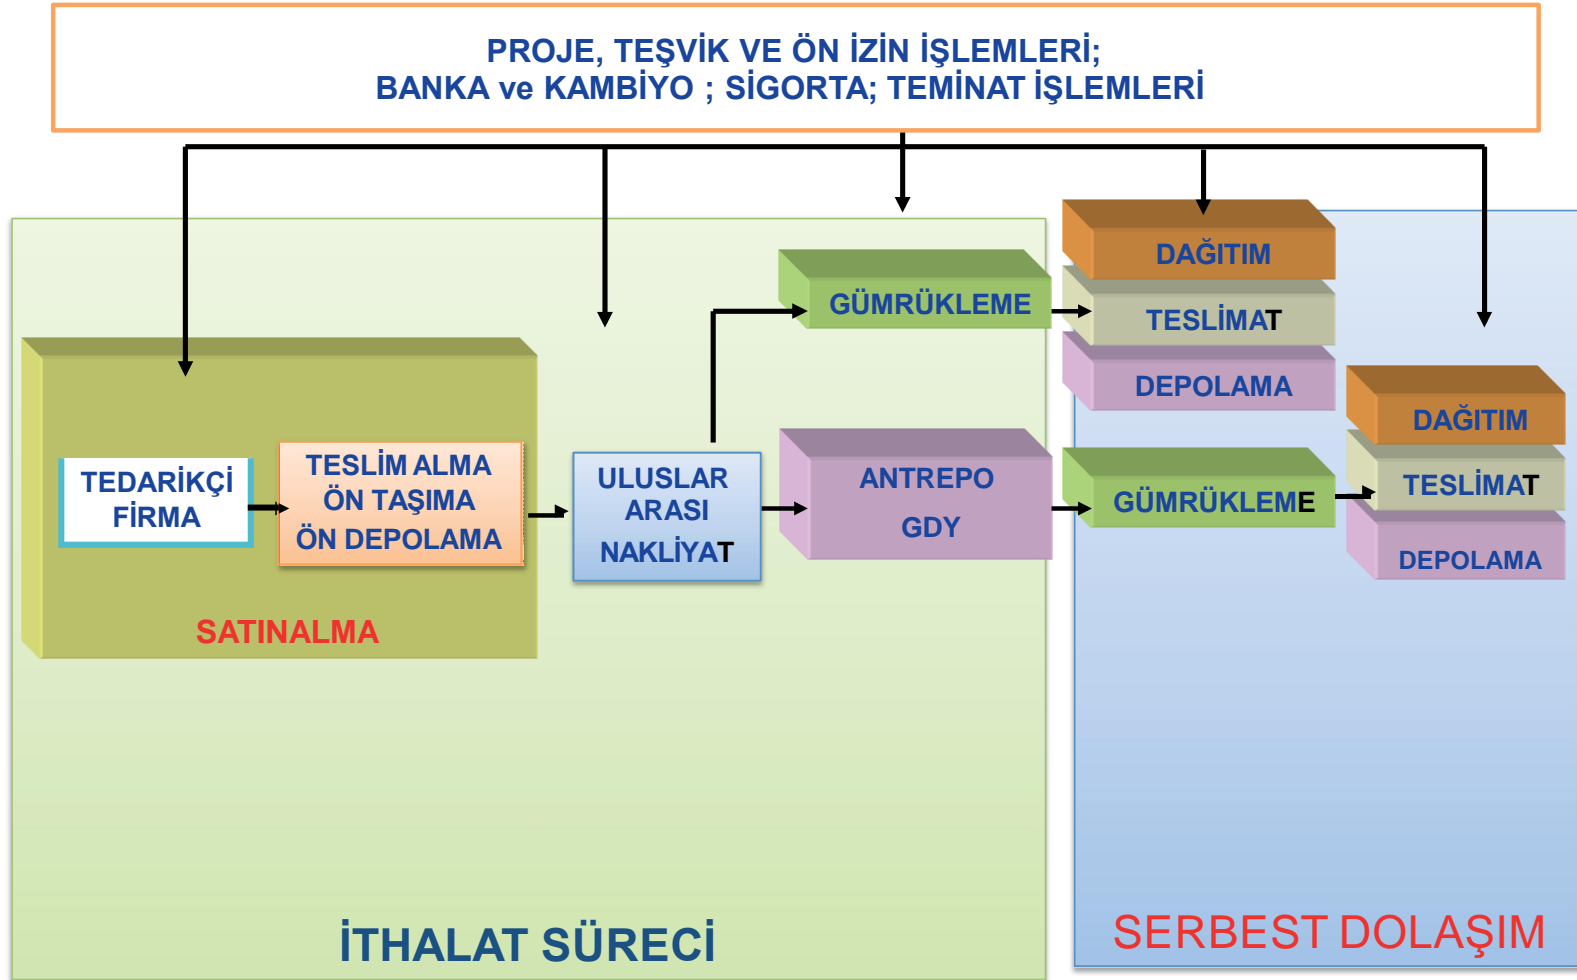 PROJE, TEŞVİK VE ÖN İZİN İŞLEMLERİ;
BANKA ve KAMBİYO ; SİGORTA; TEMİNAT İŞLEMLERİ
DAĞITIM
GÜMRÜKLEME
TESLİMAT
DEPOLAMA
DAĞITIM
TEDARİKÇİ
FİRMA
TESLİM ALMA
ÖN TAŞIMA
ÖN DEPOLAMA
ULUSLAR
ARASI
NAKLİYAT
ANTREPO
GDY
GÜMRÜKLEME
TESLİMAT
DEPOLAMA
SATINALMA
İTHALAT SÜRECİ
SERBEST DOLAŞIM